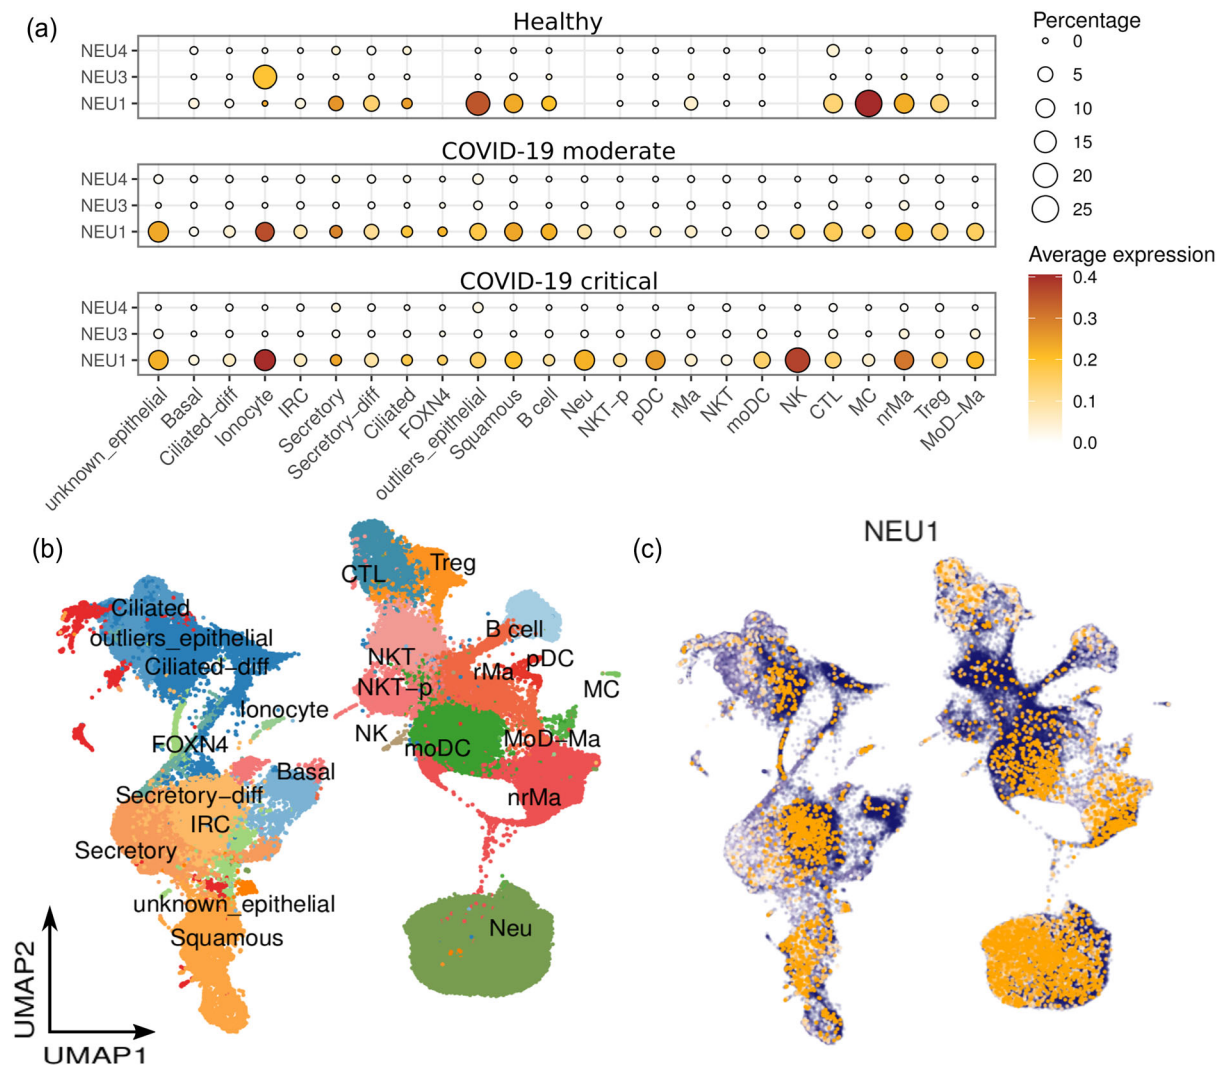 (a)
Healthy
NEU4
NEU3
NEU1
COVID-19 moderate
NEU4
NEU3
NEU1
COVID-19 critical
NEU4
NEU3
NEU1
unknown_epithelial
Basal
Ciliated-diff
Ionocyte
IRC
Secretory
Secretory-diff
Ciliated
FOXN4
outliers_epithelial
Squamous
B cell
Neu
NKT-p
pDC
rMa
NKT
moDC
NK
CTL
MC
nrMa
Treg
MoD-Ma
Percentage
0
5
10
15
20
25
Average expression
0.4
0.3
0.2
0.1
0.0
(b)
CTL
Treg
Ciliated
outliers_epithelial
Ciliated-diff
B cell
NKT
rMa
pDC
NKT-p
MC
Ionocyte
FOXN4
NK
moDC
MoD-Ma
Basal
Secretory-diff
nrMa
IRC
Secretory
unknown_epithelial
Squamous
Neu
UMAP2
UMAP1
(c)
NEU1